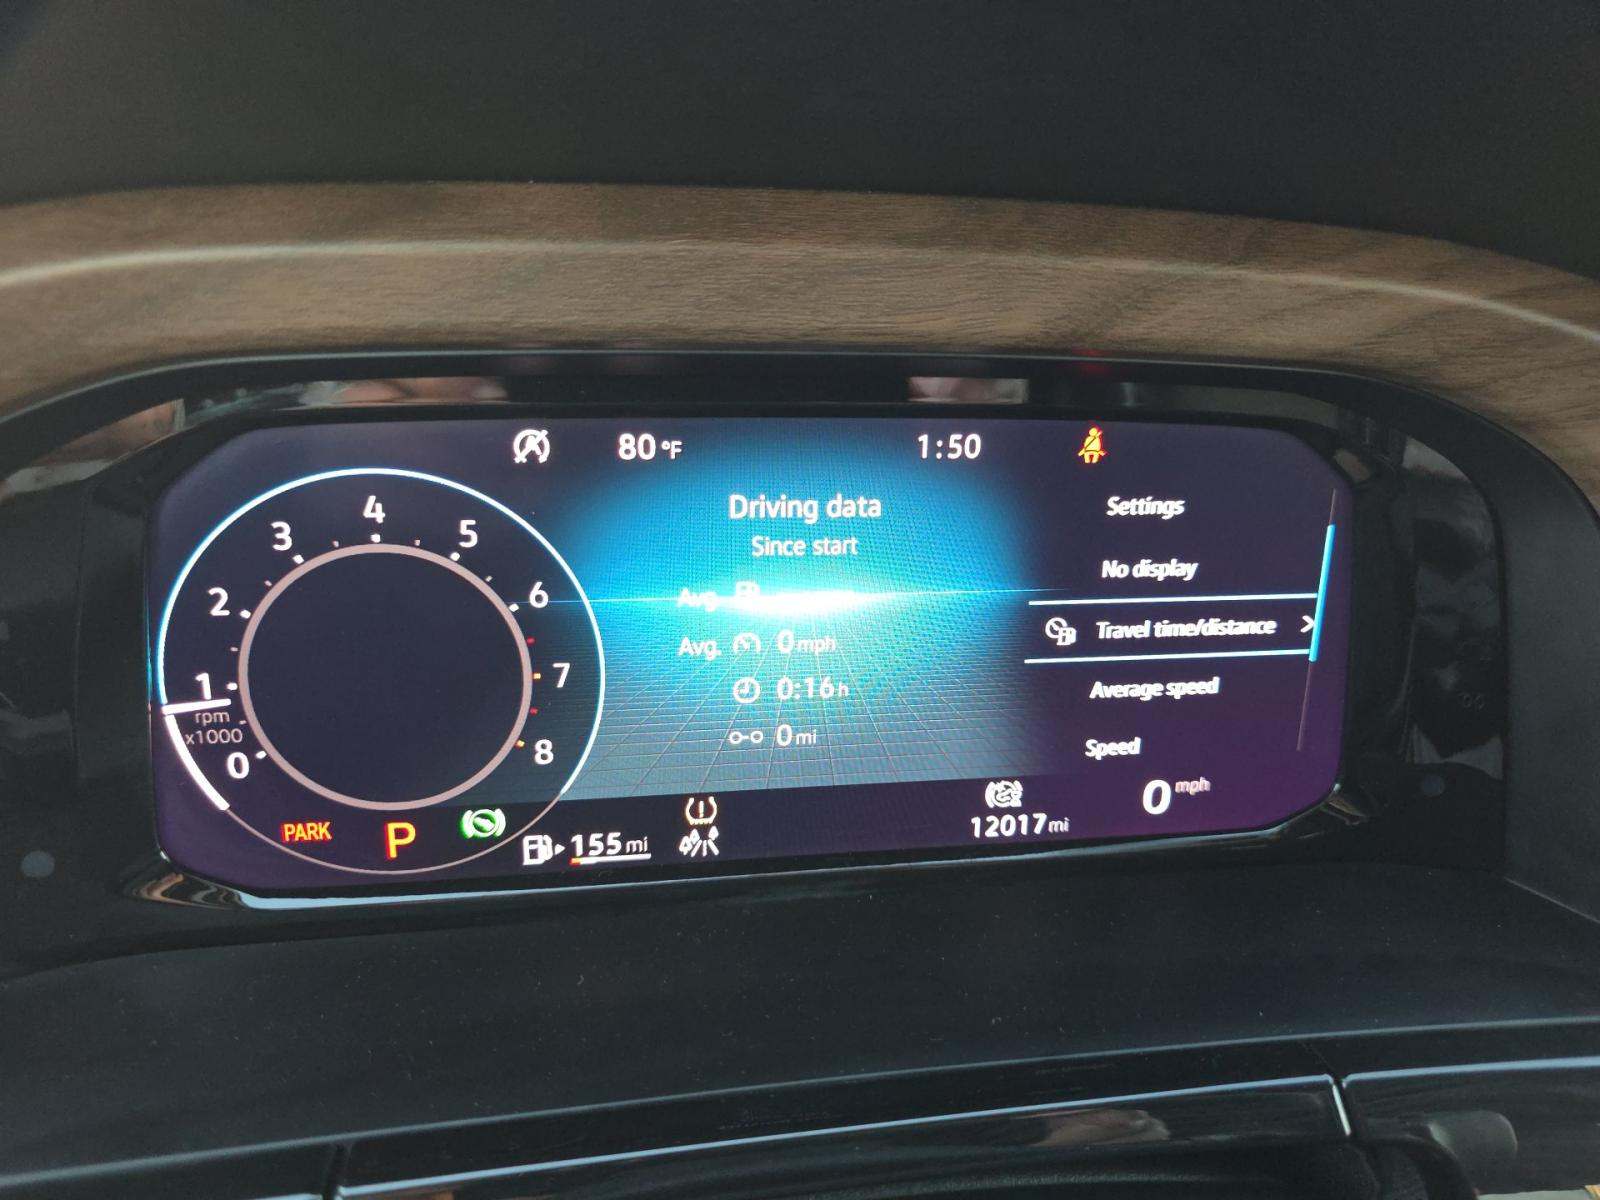 80 °F
1:50
Driving data
Since start
Avg.
Avg. 0 mph
0:16 h
0 mi
Settings
No display
Travel time/distance >
Average speed
Speed
0 mph
0
1
2
3
4
5
6
7
8
rpm
x1000
PARK
P
155 mi
12017 mi